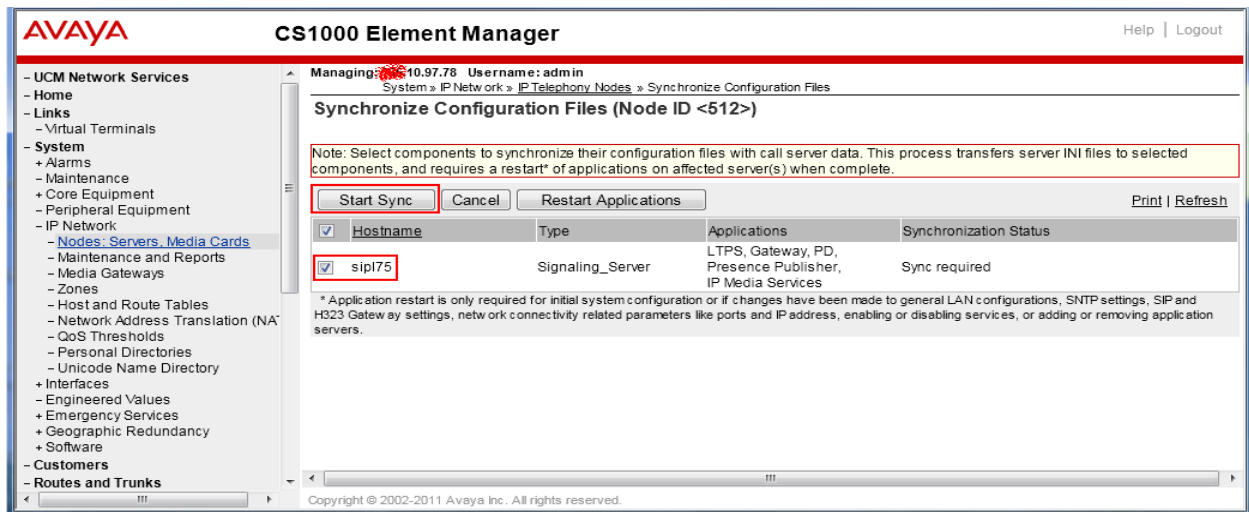 AVAYA
CS1000 Element Manager
Help | Logout
– UCM Network Services
– Home
– Links
– Virtual Terminals
– System
+ Alarms
– Maintenance
+ Core Equipment
– Peripheral Equipment
– IP Network
– Nodes: Servers, Media Cards
– Maintenance and Reports
– Media Gateways
– Zones
– Host and Route Tables
– Network Address Translation (NA
– QoS Thresholds
– Personal Directories
– Unicode Name Directory
+ Interfaces
– Engineered Values
+ Emergency Services
+ Geographic Redundancy
+ Software
– Customers
– Routes and Trunks
Managing: 10.97.78 Username: admin
System » IP Network » IP Telephony Nodes » Synchronize Configuration Files
Synchronize Configuration Files (Node ID <512>)
Note: Select components to synchronize their configuration files with call server data. This process transfers server INI files to selected
components, and requires a restart* of applications on affected server(s) when complete.
Start Sync Cancel Restart Applications Print | Refresh
Hostname Type Applications Synchronization Status
sipl75 Signaling_Server LTPS, Gateway, PD, Sync required
Presence Publisher,
IP Media Services
* Application restart is only required for initial system configuration or if changes have been made to general LAN configurations, SNTP settings, SIP and
H323 Gateway settings, network connectivity related parameters like ports and IP address, enabling or disabling services, or adding or removing application
servers.
Copyright © 2002-2011 Avaya Inc. All rights reserved.